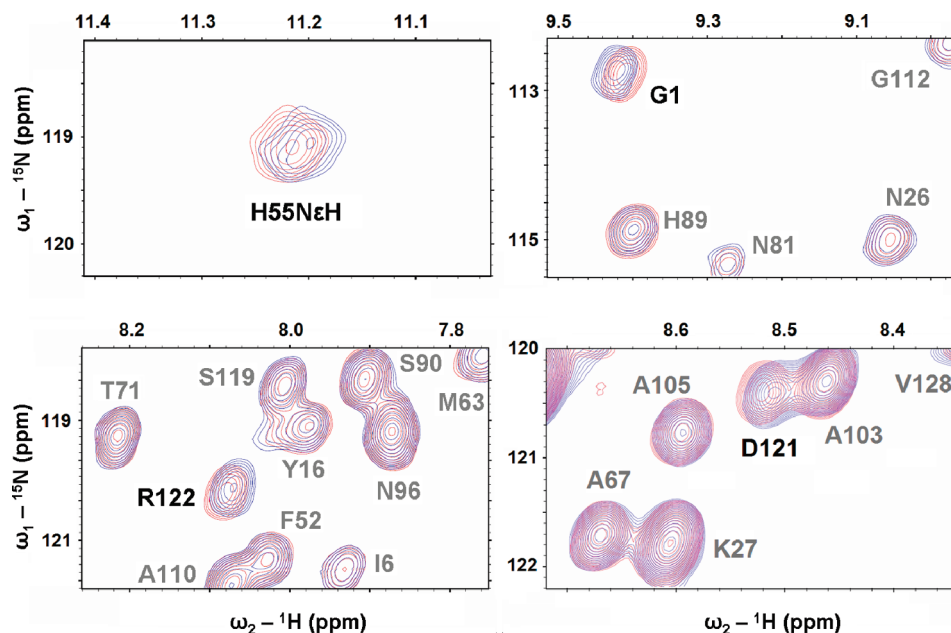 11.4 11.3 11.2 11.1
9.5 9.3 9.1
ω₁ – ¹⁵N (ppm)
119
120
H55NεH
113
115
G1
G112
H89
N81
N26
8.2 8.0 7.8
8.6 8.5 8.4
ω₁ – ¹⁵N (ppm)
119
121
T71
S119
S90
M63
Y16
N96
R122
F52
A110
I6
120
121
122
A105
V128
D121
A103
A67
K27
ω₂ – ¹H (ppm)
ω₂ – ¹H (ppm)